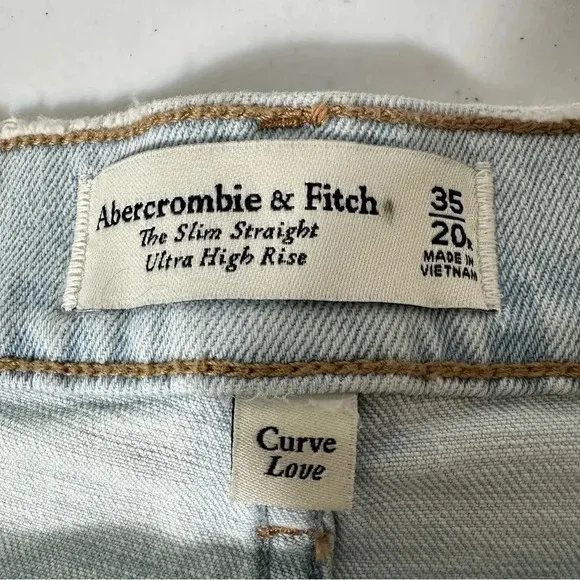 Abercrombie & Fitch
The Slim Straight
Ultra High Rise
35
20R
MADE IN
VIETNAM
Curve
Love